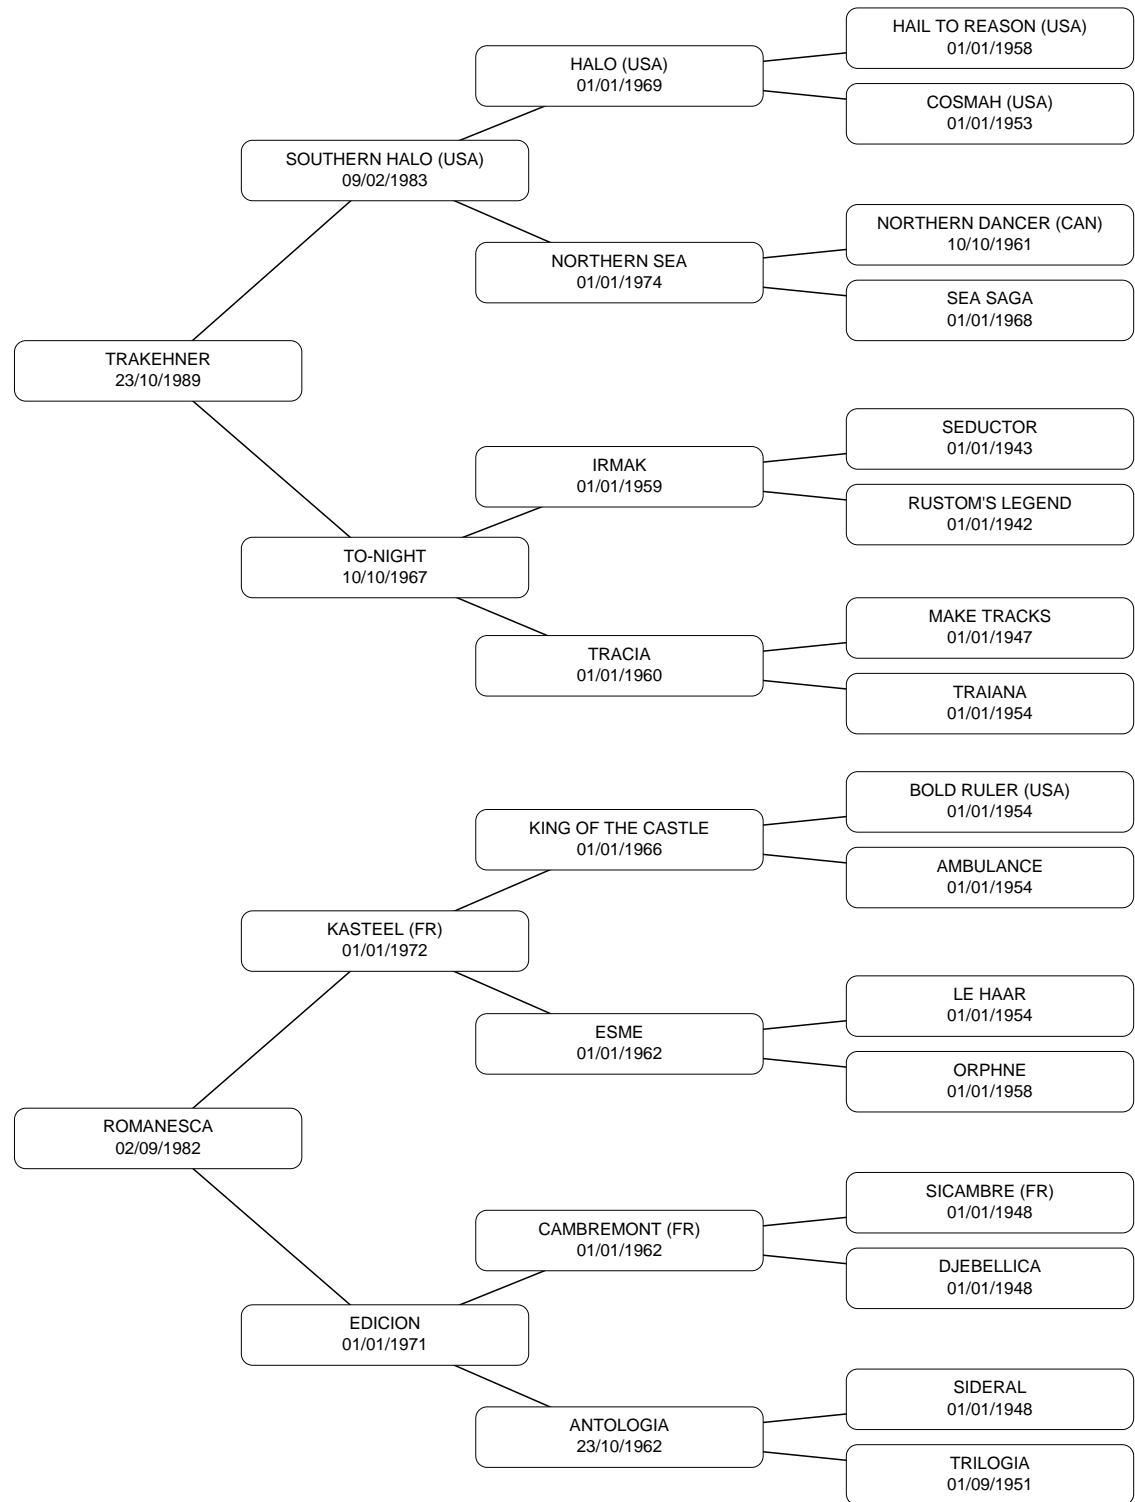 HAIL TO REASON (USA)
01/01/1958
HALO (USA)
01/01/1969
COSMAH (USA)
01/01/1953
SOUTHERN HALO (USA)
09/02/1983
NORTHERN DANCER (CAN)
10/10/1961
NORTHERN SEA
01/01/1974
SEA SAGA
01/01/1968
TRAKEHNER
23/10/1989
SEDUCTOR
01/01/1943
IRMAK
01/01/1959
RUSTOM'S LEGEND
01/01/1942
TO-NIGHT
10/10/1967
MAKE TRACKS
01/01/1947
TRACIA
01/01/1960
TRAIANA
01/01/1954
BOLD RULER (USA)
01/01/1954
KING OF THE CASTLE
01/01/1966
AMBULANCE
01/01/1954
KASTEEL (FR)
01/01/1972
LE HAAR
01/01/1954
ESME
01/01/1962
ORPHNE
01/01/1958
ROMANESCA
02/09/1982
SICAMBRE (FR)
01/01/1948
CAMBREMONT (FR)
01/01/1962
DJEBELLICA
01/01/1948
EDICION
01/01/1971
SIDERAL
01/01/1948
ANTOLOGIA
23/10/1962
TRILOGIA
01/09/1951